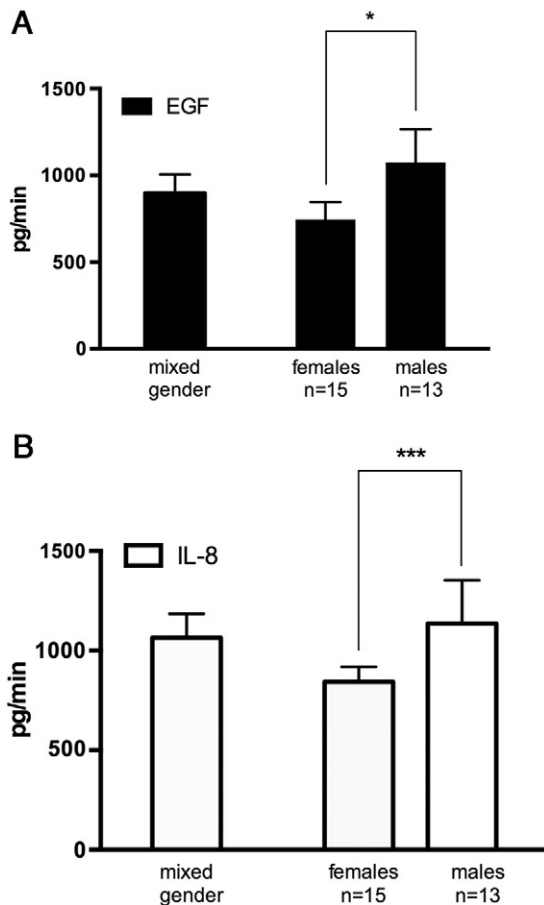 A
*
1500
EGF
1000
pg/min
500
0
mixed
gender
females
n=15
males
n=13
B
***
1500
IL-8
1000
pg/min
500
0
mixed
gender
females
n=15
males
n=13